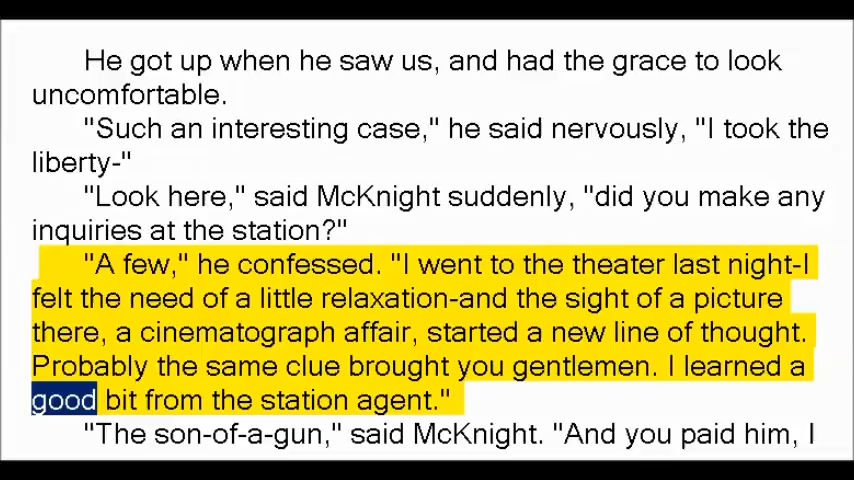 He got up when he saw us, and had the grace to look
uncomfortable.
"Such an interesting case," he said nervously, "I took the
liberty-"
"Look here," said McKnight suddenly, "did you make any
inquiries at the station?"
"A few," he confessed. "I went to the theater last night-I
felt the need of a little relaxation-and the sight of a picture
there, a cinematograph affair, started a new line of thought.
Probably the same clue brought you gentlemen. I learned a
good bit from the station agent."
"The son-of-a-gun," said McKnight. "And you paid him, I